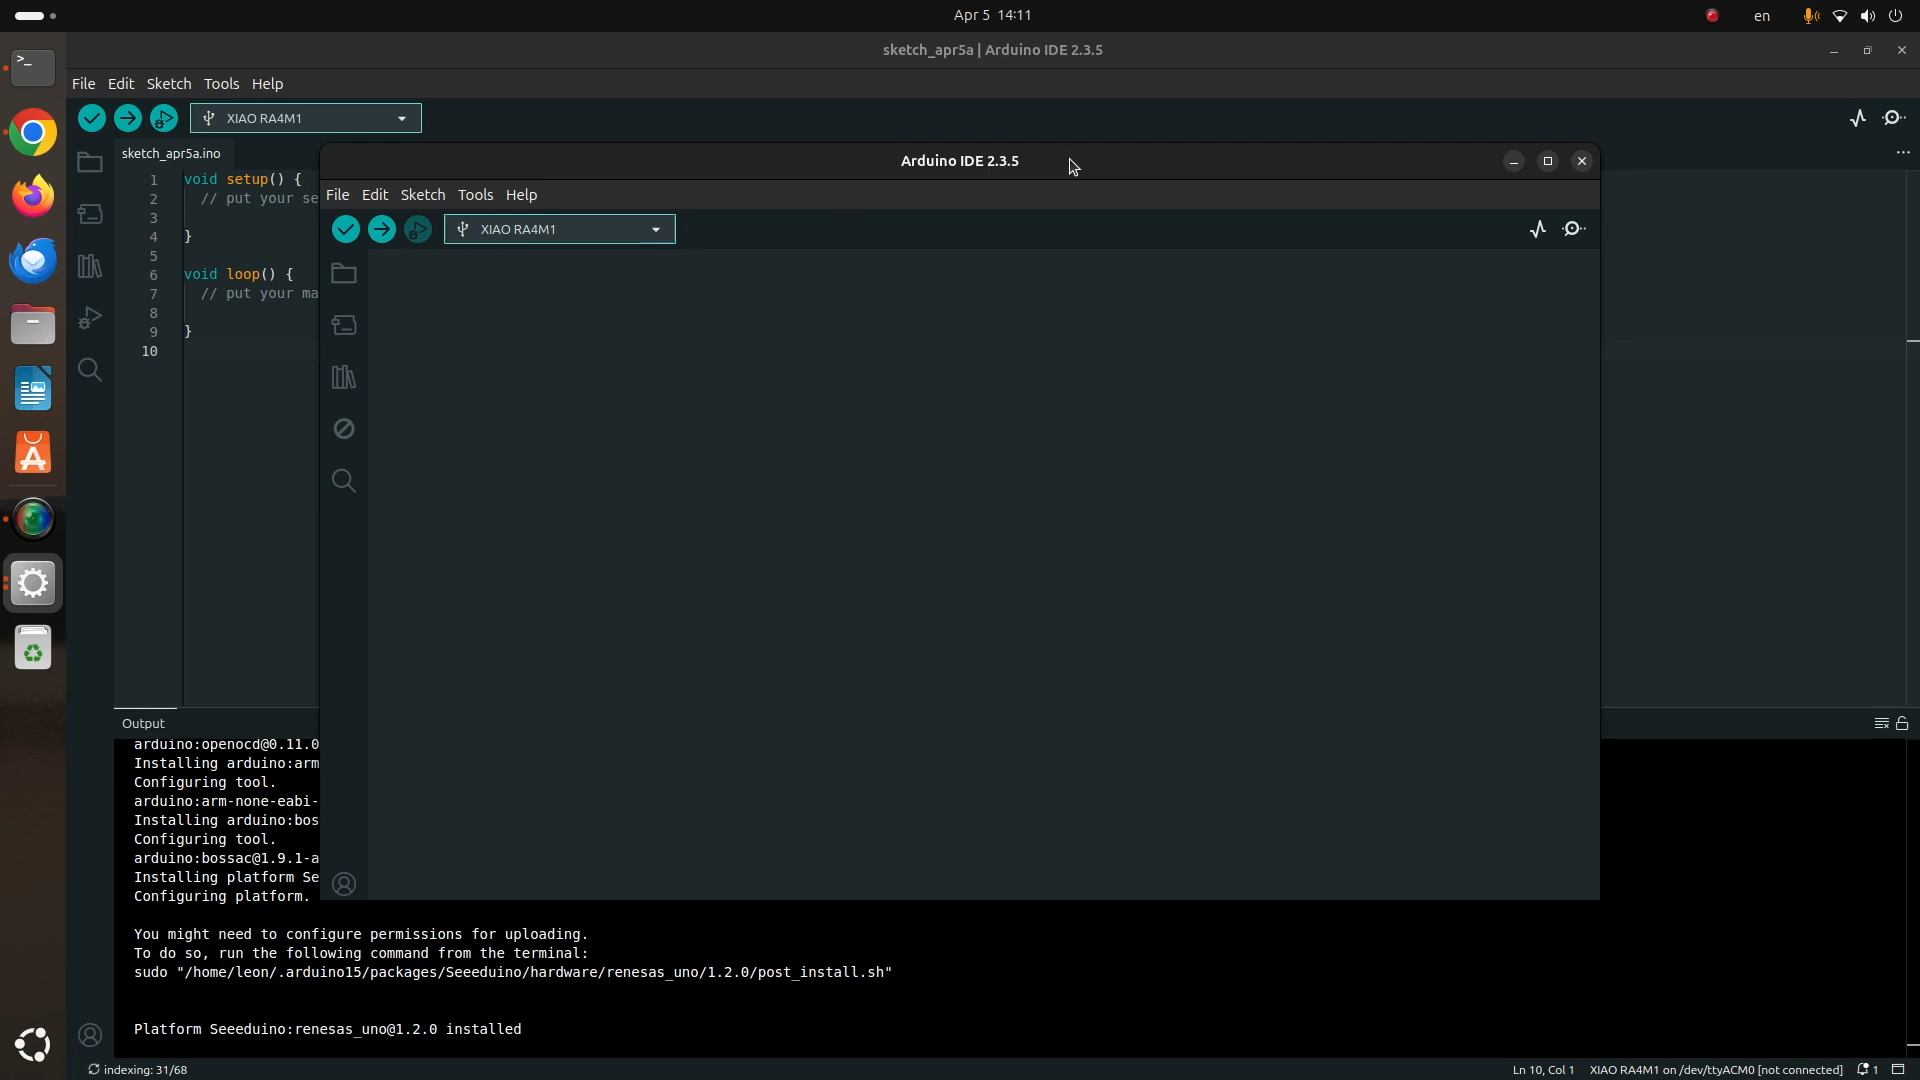 Apr 5 14:11
en
sketch_apr5a | Arduino IDE 2.3.5
File Edit Sketch Tools Help
XIAO RA4M1
sketch_apr5a.ino
1 void setup() {
2 // put your se
3
4 }
5
6 void loop() {
7 // put your ma
8
9 }
10
Arduino IDE 2.3.5
File Edit Sketch Tools Help
XIAO RA4M1
Output
arduino:openocd@0.11.0
Installing arduino:arm
Configuring tool.
arduino:arm-none-eabi-
Installing arduino:bos
Configuring tool.
arduino:bossac@1.9.1-a
Installing platform Se
Configuring platform.
You might need to configure permissions for uploading.
To do so, run the following command from the terminal:
sudo "/home/leon/.arduino15/packages/Seeeduino/hardware/renesas_uno/1.2.0/post_install.sh"
Platform Seeeduino:renesas_uno@1.2.0 installed
indexing: 31/68
Ln 10, Col 1 XIAO RA4M1 on /dev/ttyACM0 [not connected] 1